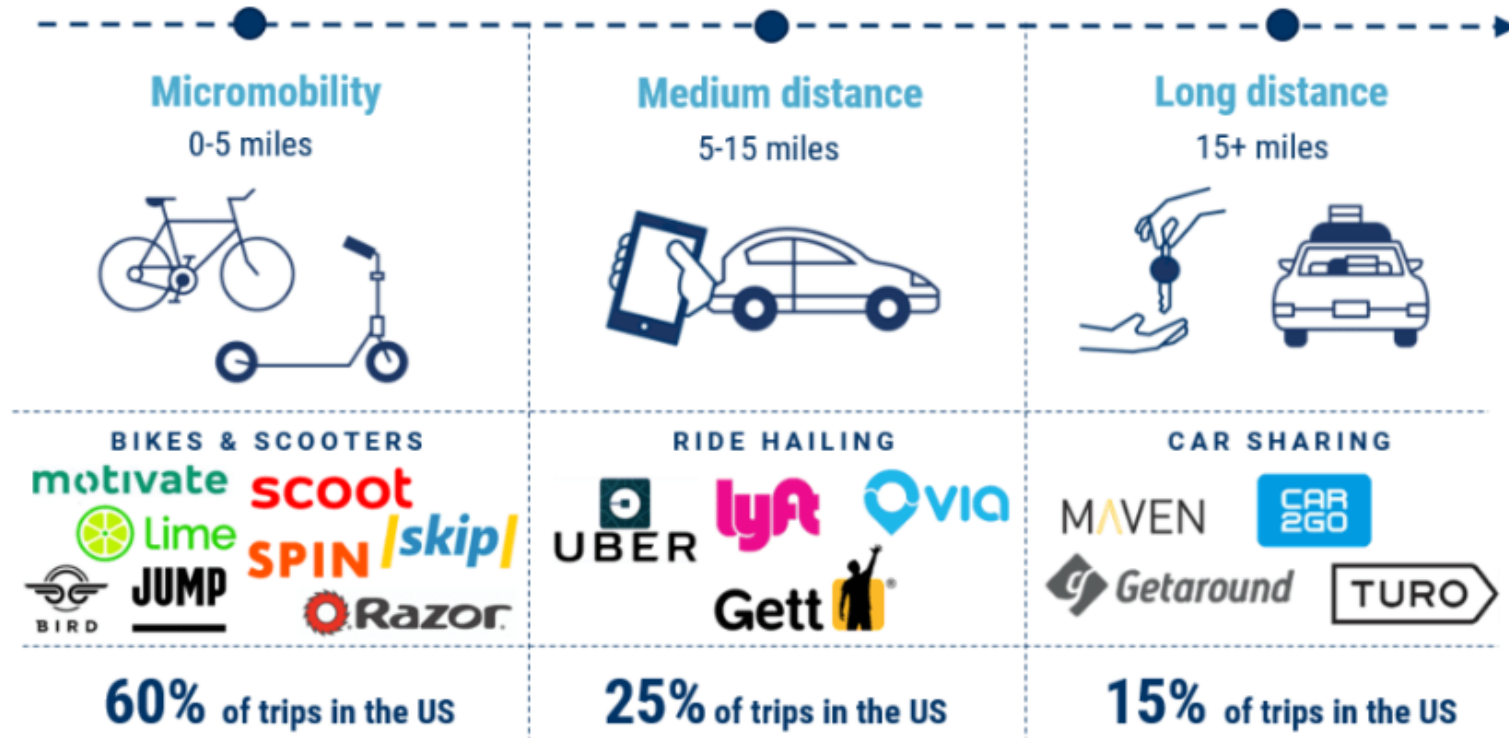 Micromobility
0-5 miles
Medium distance
5-15 miles
Long distance
15+ miles
BIKES & SCOOTERS
motivate
scoot
Lime
SPIN
/skip/
BIRD
JUMP
Razor.
RIDE HAILING
UBER
lyft
via
Gett®
CAR SHARING
MAVEN
CAR
2GO
Getaround
TURO
60% of trips in the US
25% of trips in the US
15% of trips in the US